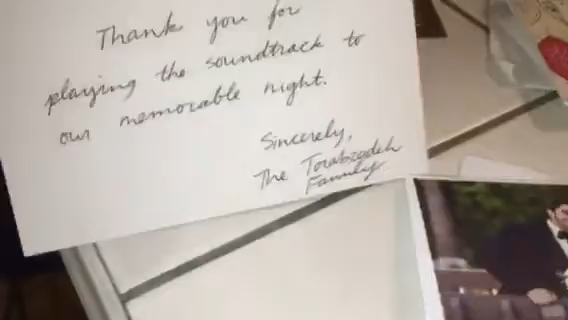 Thank you for
playing the soundtrack to
our memorable night.
Sincerely,
The Torabzadeh
Family